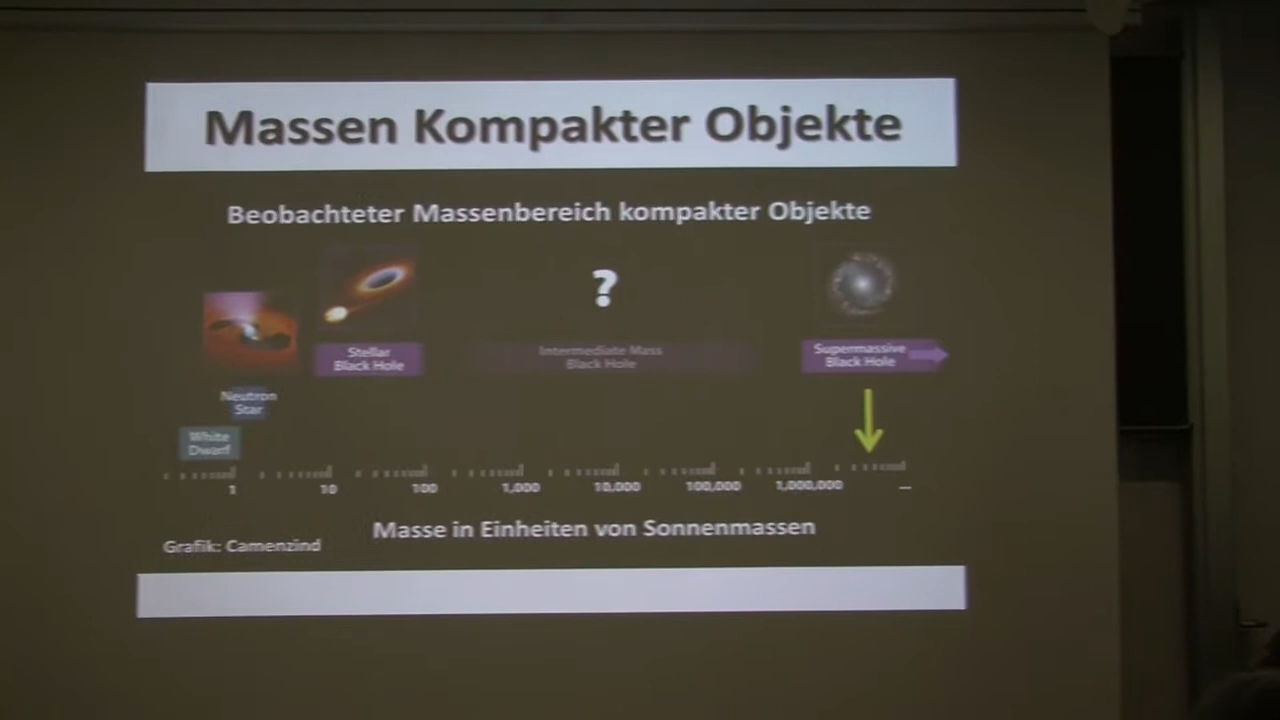 Massen Kompakter Objekte
Beobachteter Massenbereich kompakter Objekte
?
Stellar
Black Hole
Intermediate Mass
Black Hole
Supermassive
Black Hole
Neutron
Star
White
Dwarf
1 10 100 1,000 10,000 100,000 1,000,000 ...
Masse in Einheiten von Sonnenmassen
Grafik: Camenzind